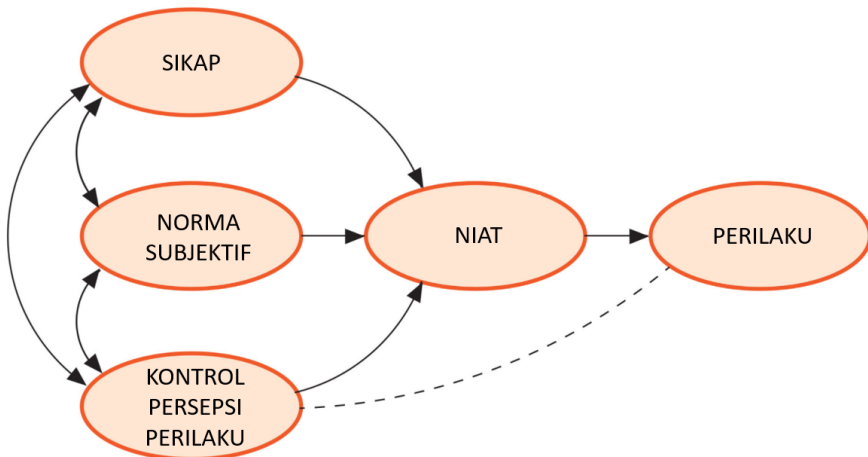 SIKAP
NORMA
SUBJEKTIF
NIAT
PERILAKU
KONTROL
PERSEPSI
PERILAKU